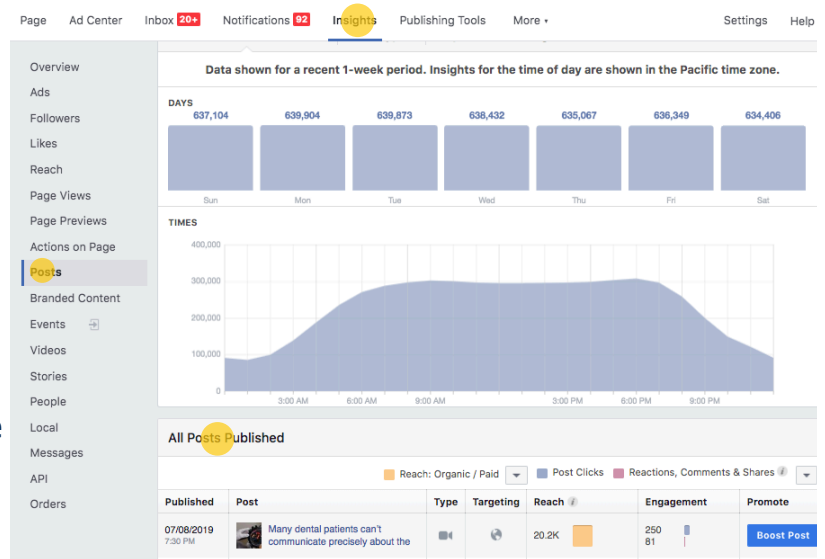 Page Ad Center Inbox 20+ Notifications 92 Insights Publishing Tools More Settings Help
Overview
Ads
Followers
Likes
Reach
Page Views
Page Previews
Actions on Page
Posts
Branded Content
Events
Videos
Stories
People
Local
Messages
API
Orders
Data shown for a recent 1-week period. Insights for the time of day are shown in the Pacific time zone.
DAYS
637,104 639,904 639,873 638,432 635,067 636,349 634,406
Sun Mon Tue Wed Thu Fri Sat
TIMES
400,000
300,000
200,000
100,000
0
3:00 AM 6:00 AM 9:00 AM 3:00 PM 6:00 PM 9:00 PM
All Posts Published
Reach: Organic / Paid Post Clicks Reactions, Comments & Shares i
Published Post Type Targeting Reach i Engagement Promote
07/08/2019
7:30 PM
Many dental patients can't
communicate precisely about the
20.2K
250
81
Boost Post